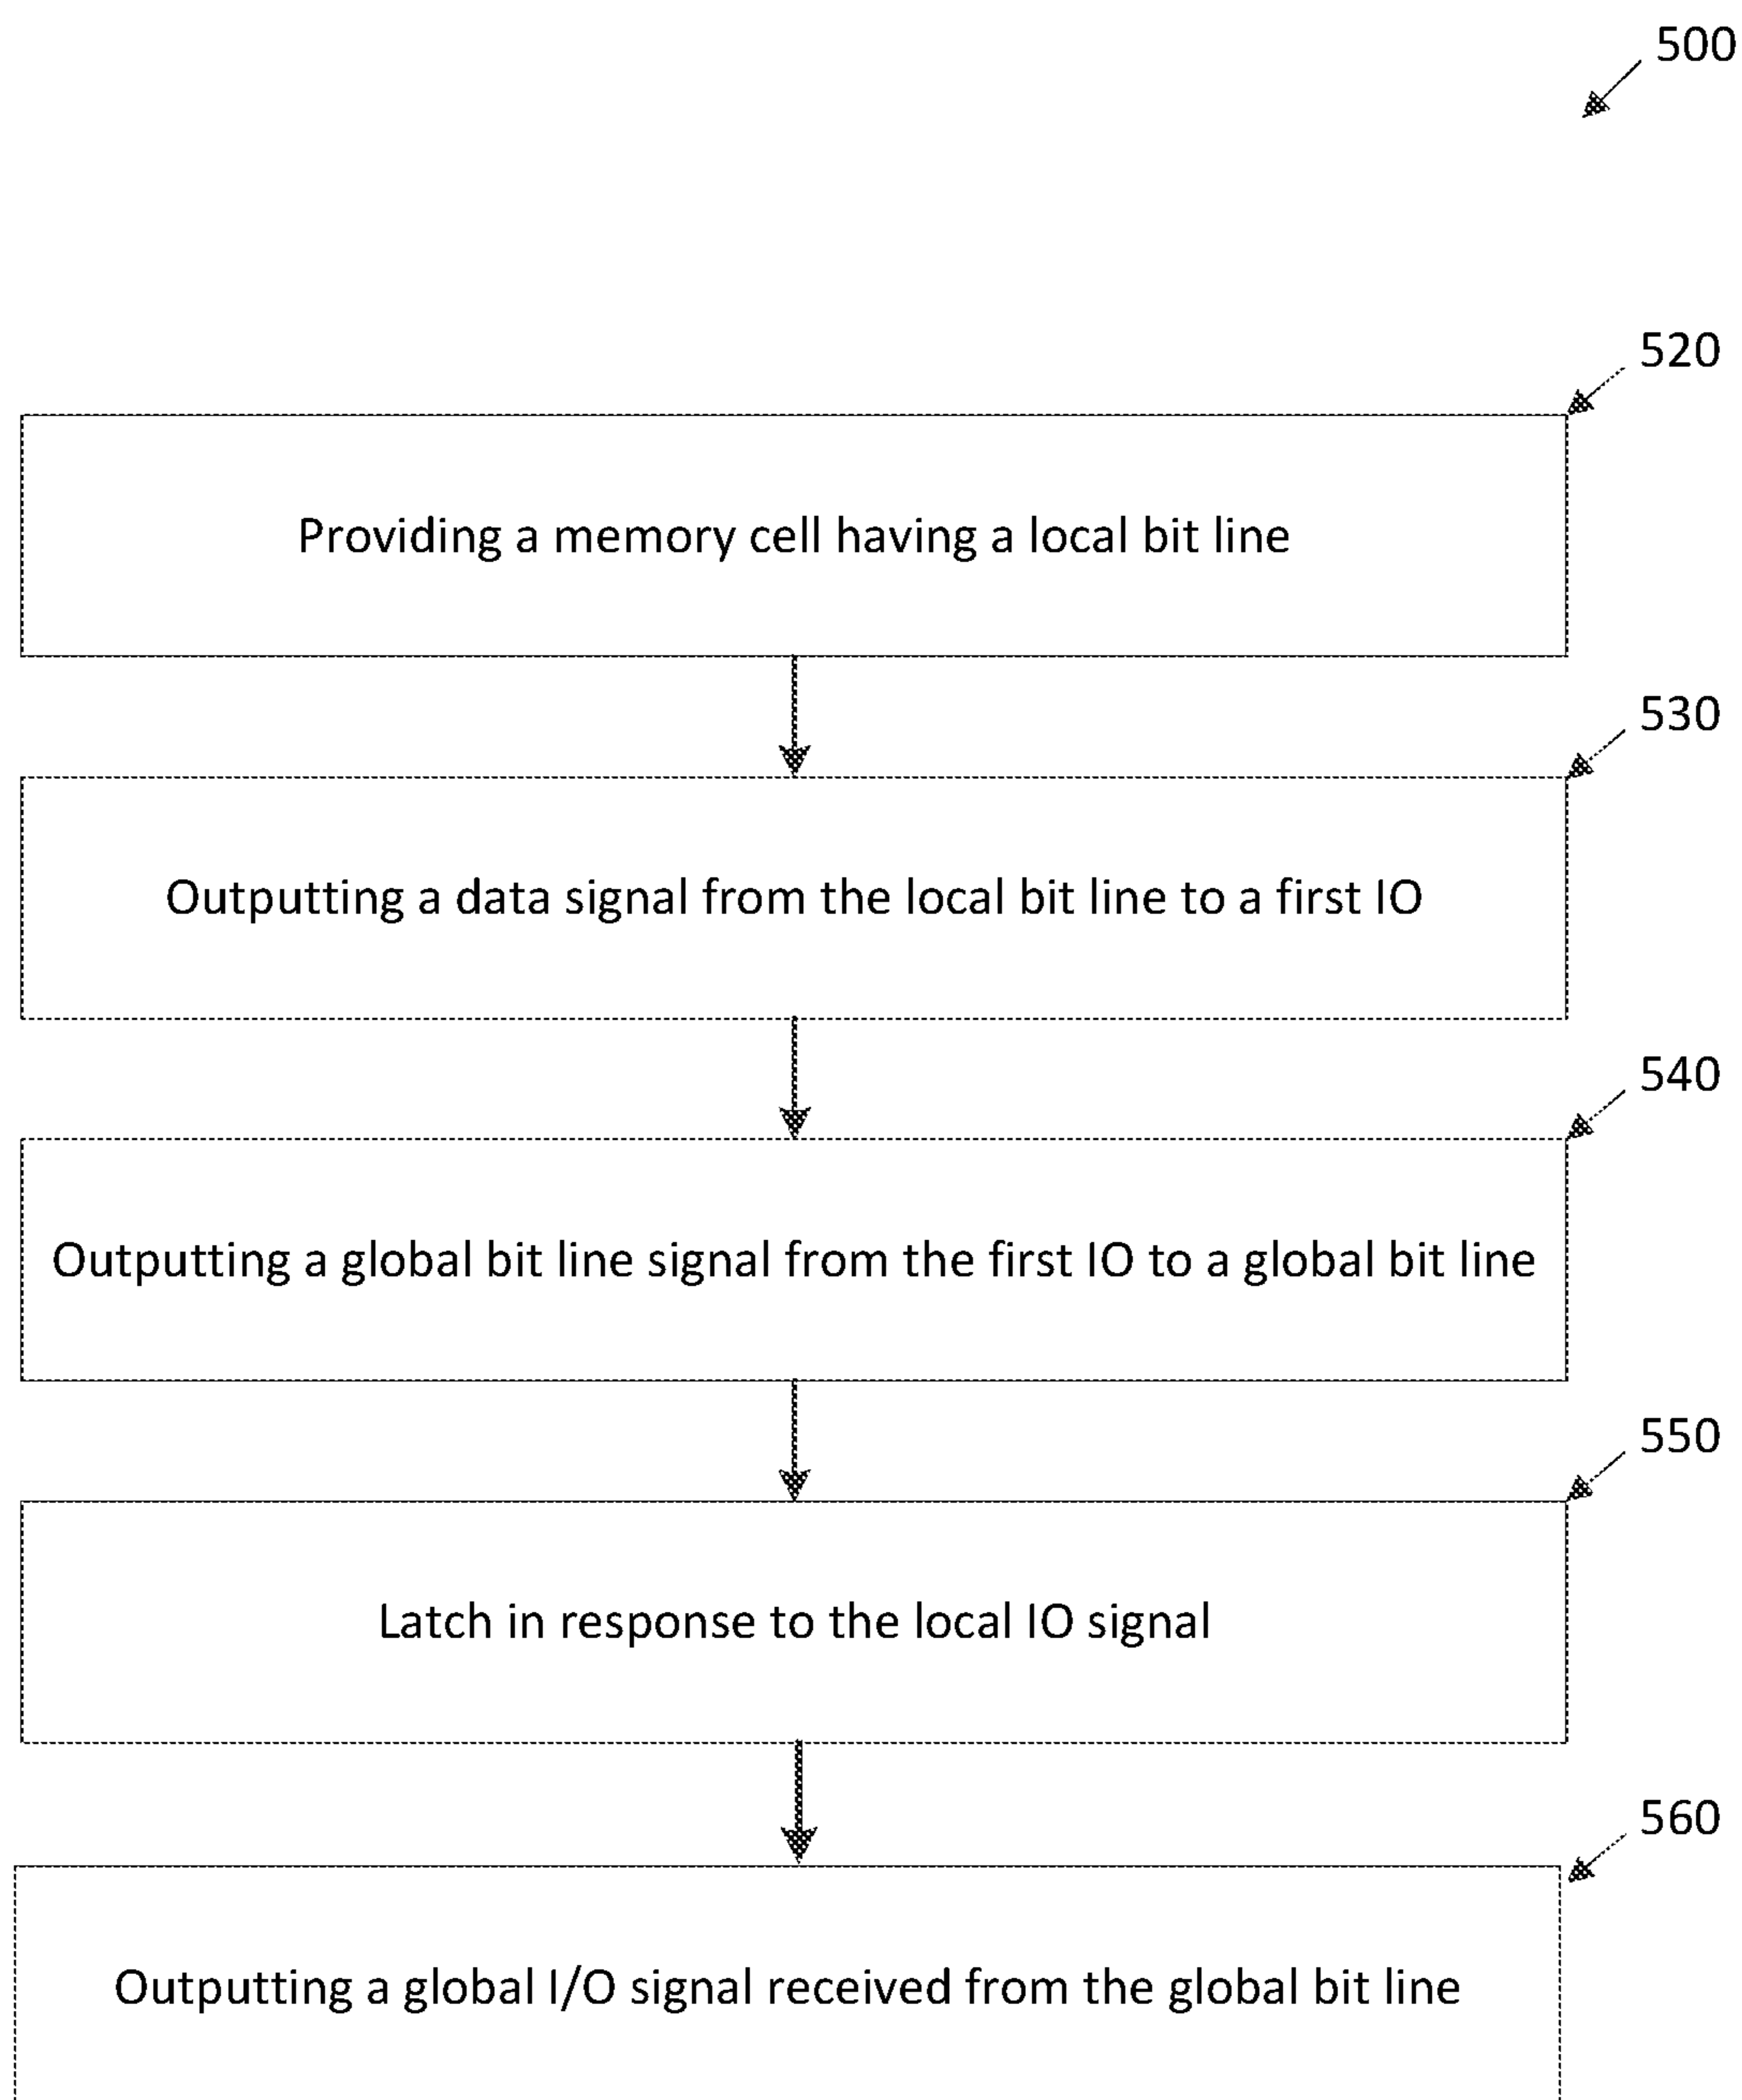 500
520
Providing a memory cell having a local bit line
530
Outputting a data signal from the local bit line to a first IO
540
Outputting a global bit line signal from the first IO to a global bit line
550
Latch in response to the local IO signal
560
Outputting a global I/O signal received from the global bit line